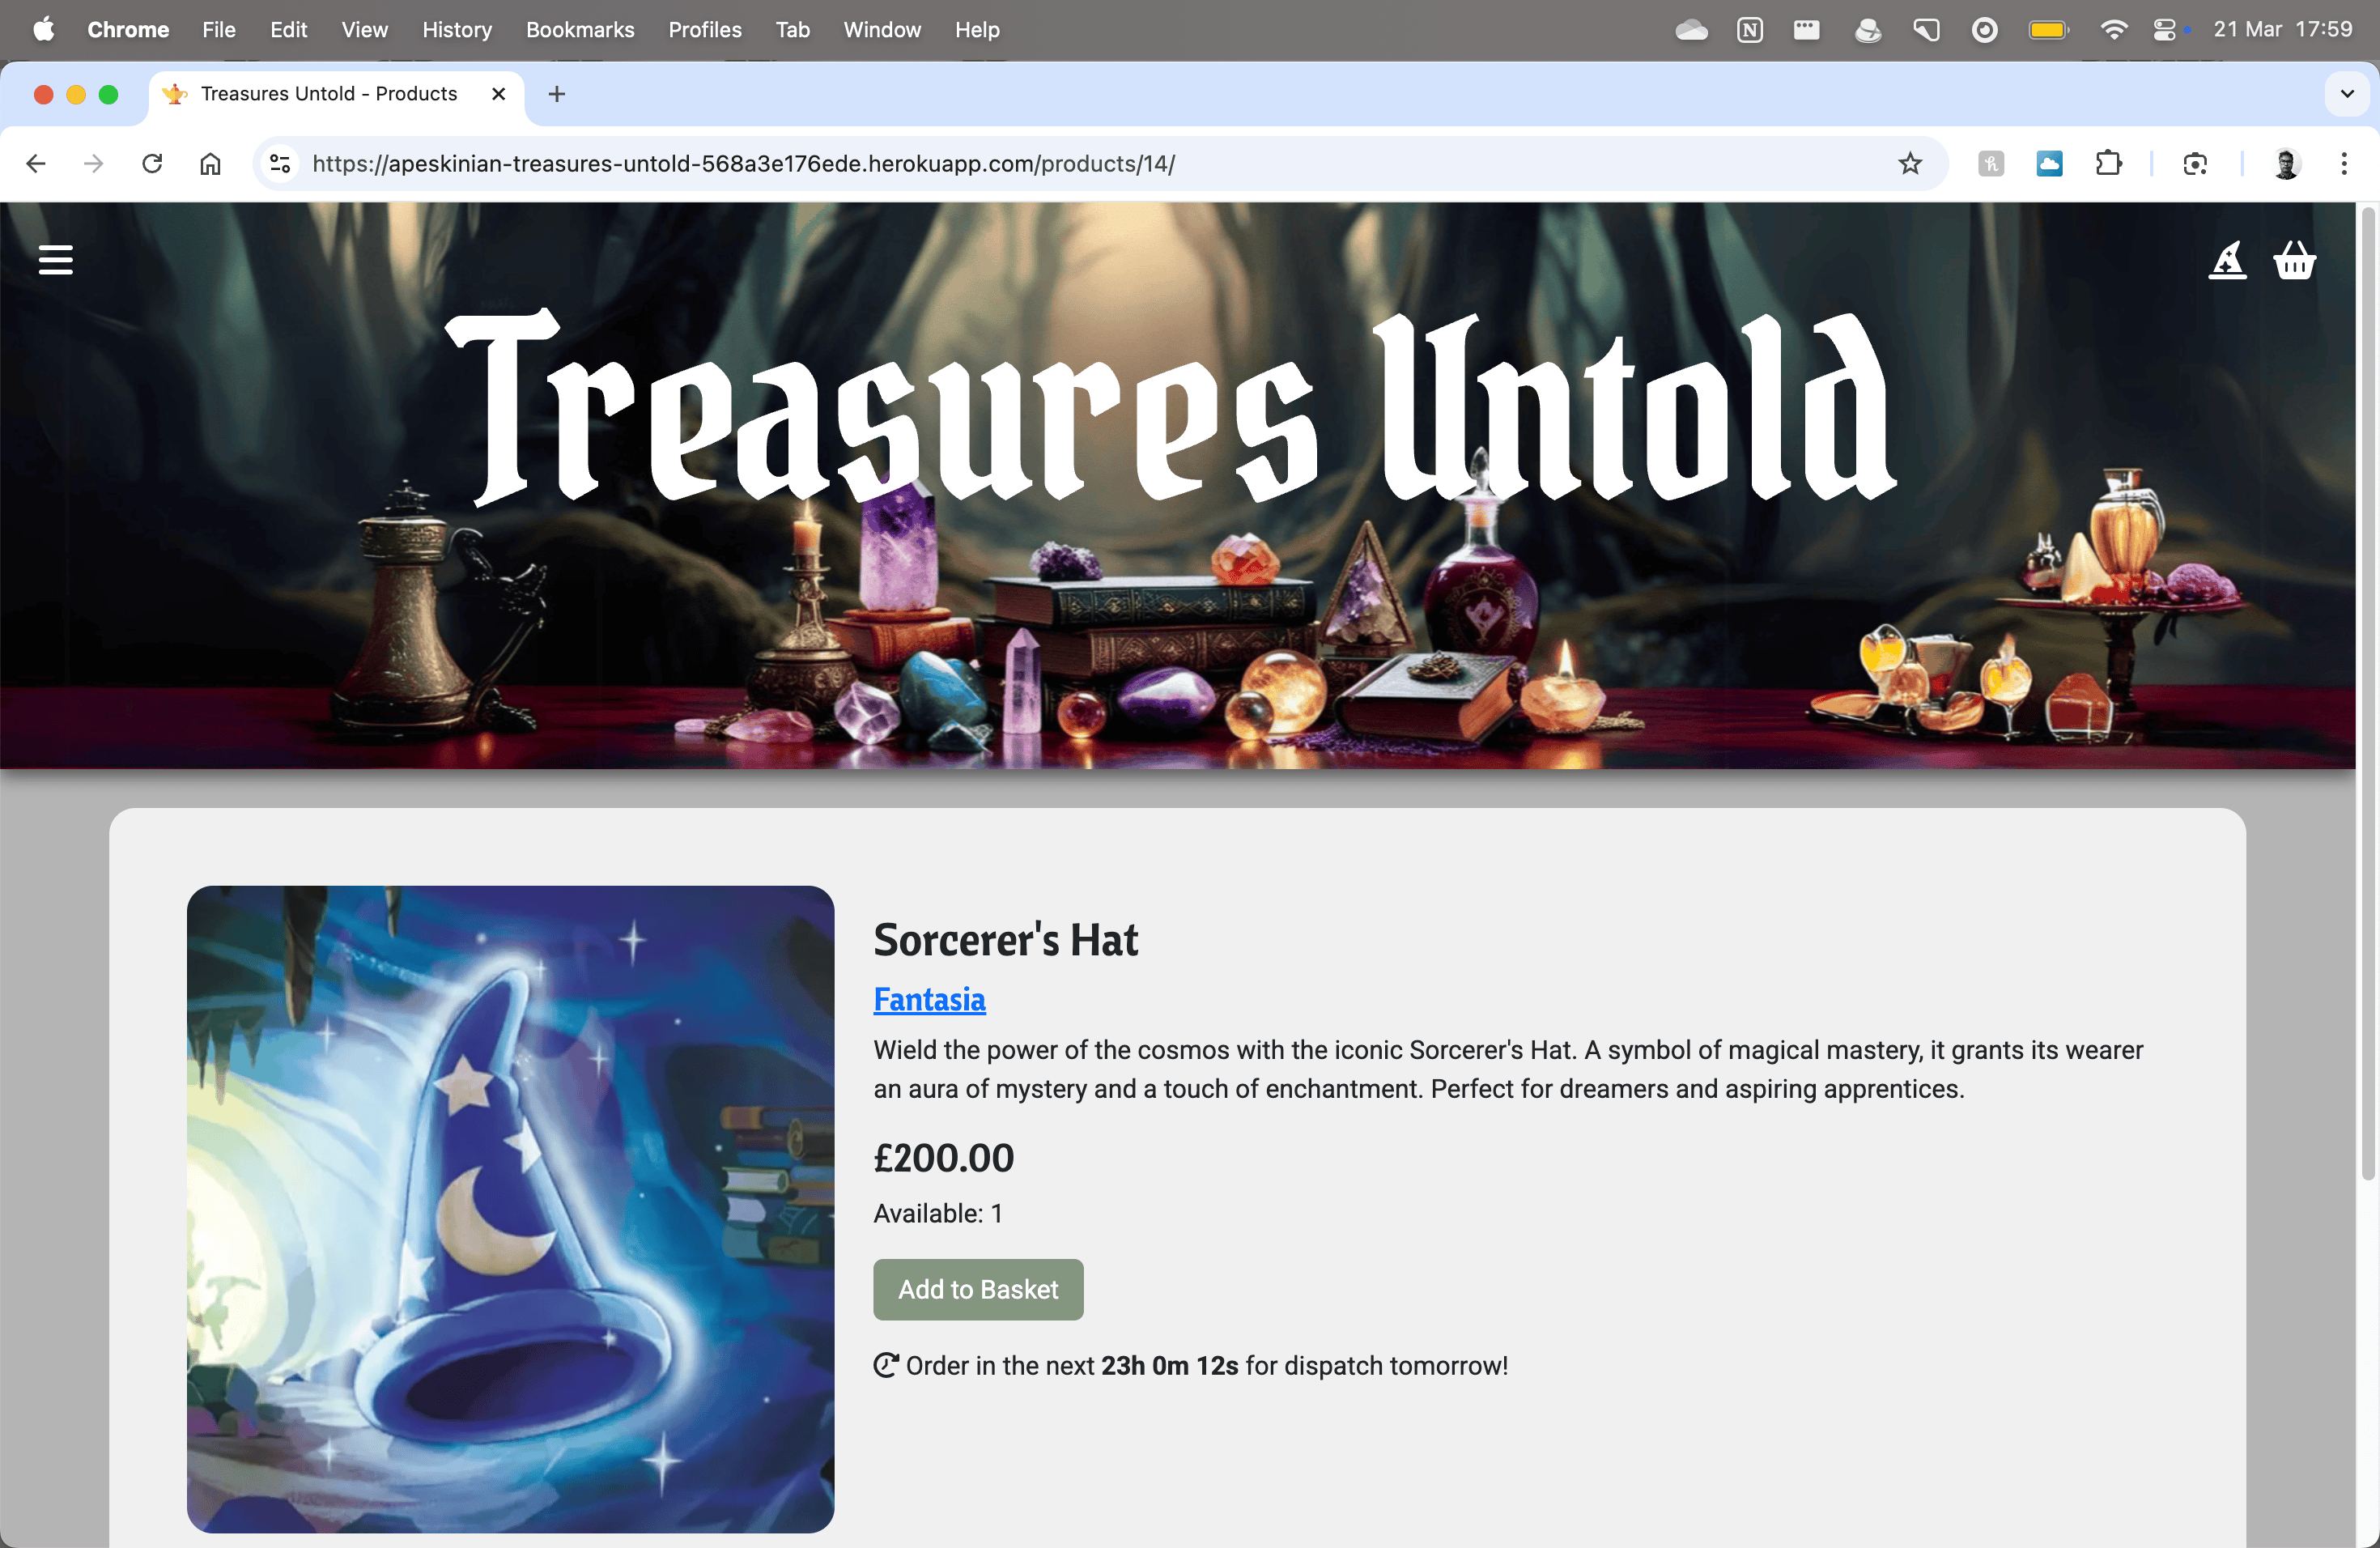 Chrome File Edit View History Bookmarks Profiles Tab Window Help 21 Mar 17:59
Treasures Untold - Products
https://apeskinian-treasures-untold-568a3e176ede.herokuapp.com/products/14/
Treasures Untold
Sorcerer's Hat
Fantasia
Wield the power of the cosmos with the iconic Sorcerer's Hat. A symbol of magical mastery, it grants its wearer
an aura of mystery and a touch of enchantment. Perfect for dreamers and aspiring apprentices.
£200.00
Available: 1
Add to Basket
Order in the next 23h 0m 12s for dispatch tomorrow!